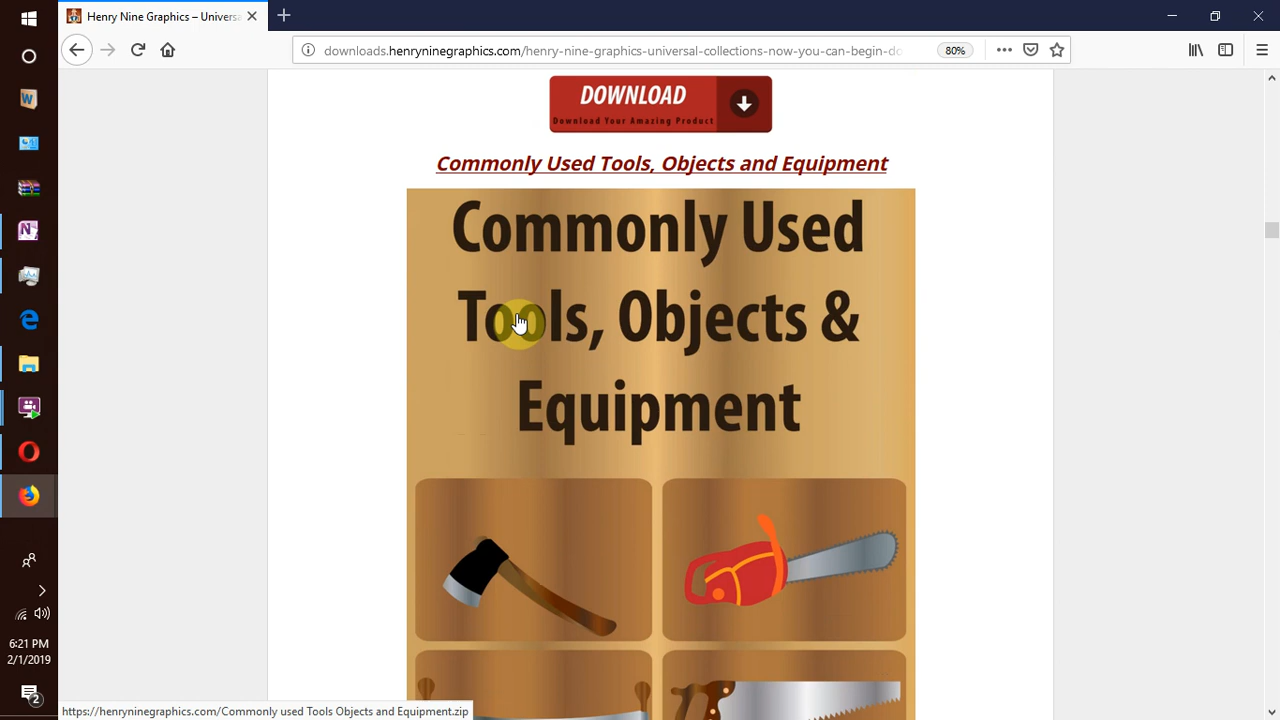 Henry Nine Graphics – Universa
downloads.henryninegraphics.com/henry-nine-graphics-universal-collections-now-you-can-begin-do
80%
DOWNLOAD
Download Your Amazing Product
Commonly Used Tools, Objects and Equipment
Commonly Used
Tools, Objects &
Equipment
6:21 PM
2/1/2019
2
https://henryninegraphics.com/Commonly used Tools Objects and Equipment.zip